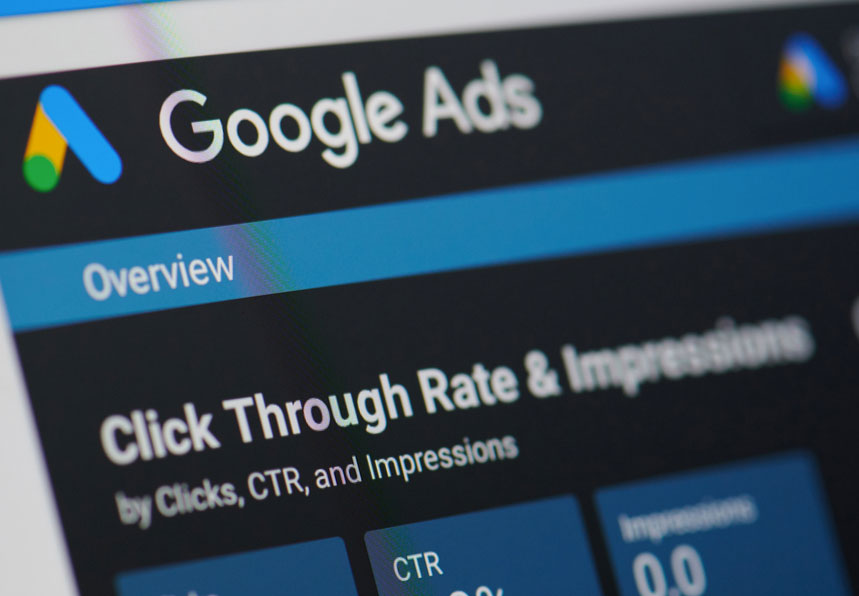 Google Ads
Overview
Click Through Rate & Impressions
by Clicks, CTR, and Impressions
CTR
Impressions
0.0